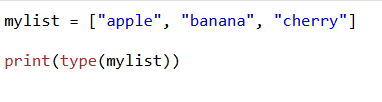 mylist = ["apple", "banana", "cherry"]
print(type(mylist))